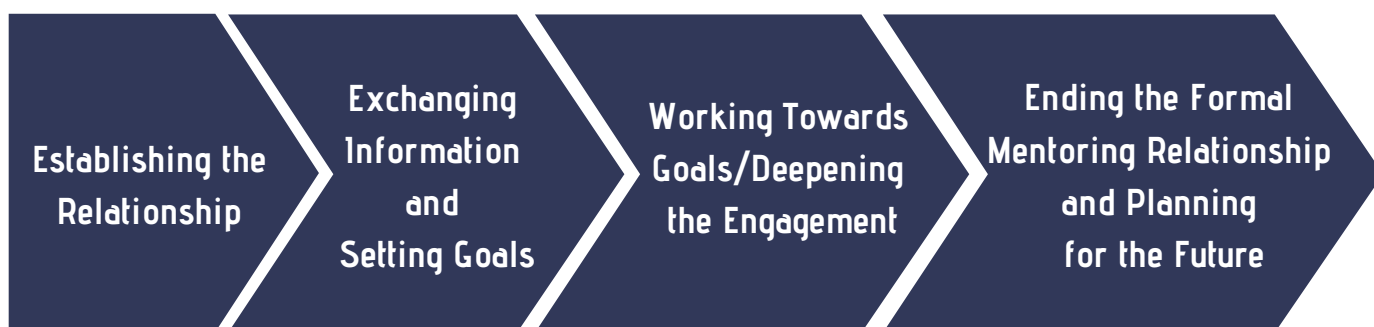 Establishing the
Relationship
Exchanging
Information
and
Setting Goals
Working Towards
Goals/Deepening
the Engagement
Ending the Formal
Mentoring Relationship
and Planning
for the Future